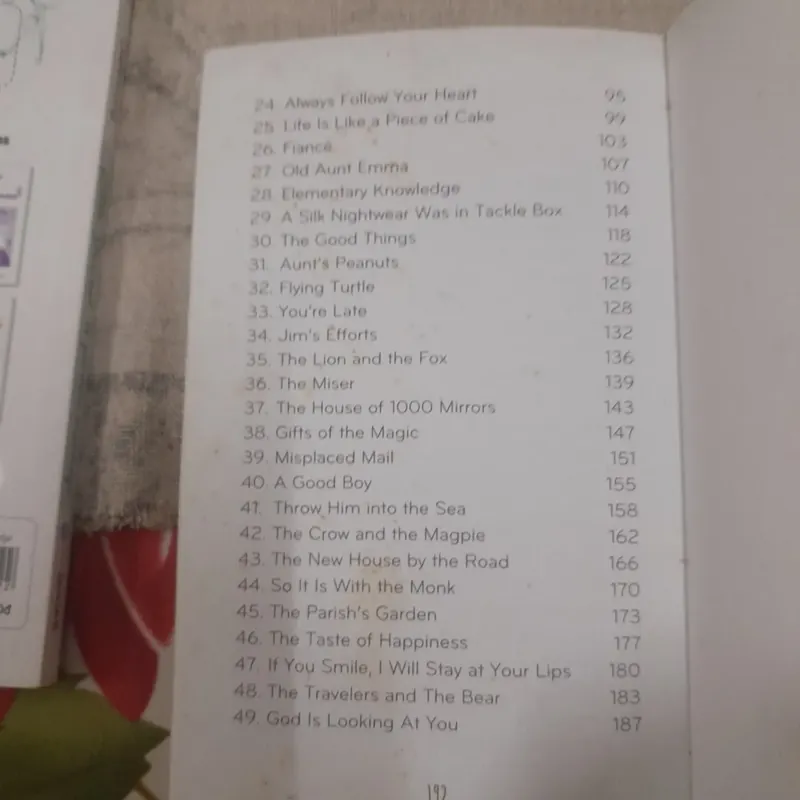 24. Always Follow Your Heart 95
25. Life Is Like a Piece of Cake 99
26. Fiance 103
27. Old Aunt Emma 107
28. Elementary Knowledge 110
29. A Silk Nightwear Was in Tackle Box 114
30. The Good Things 118
31. Aunt's Peanuts 122
32. Flying Turtle 125
33. You're Late 128
34. Jim's Efforts 132
35. The Lion and the Fox 136
36. The Miser 139
37. The House of 1000 Mirrors 143
38. Gifts of the Magic 147
39. Misplaced Mail 151
40. A Good Boy 155
41. Throw Him into the Sea 158
42. The Crow and the Magpie 162
43. The New House by the Road 166
44. So It Is With the Monk 170
45. The Parish's Garden 173
46. The Taste of Happiness 177
47. If You Smile, I Will Stay at Your Lips 180
48. The Travelers and The Bear 183
49. God Is Looking At You 187
192